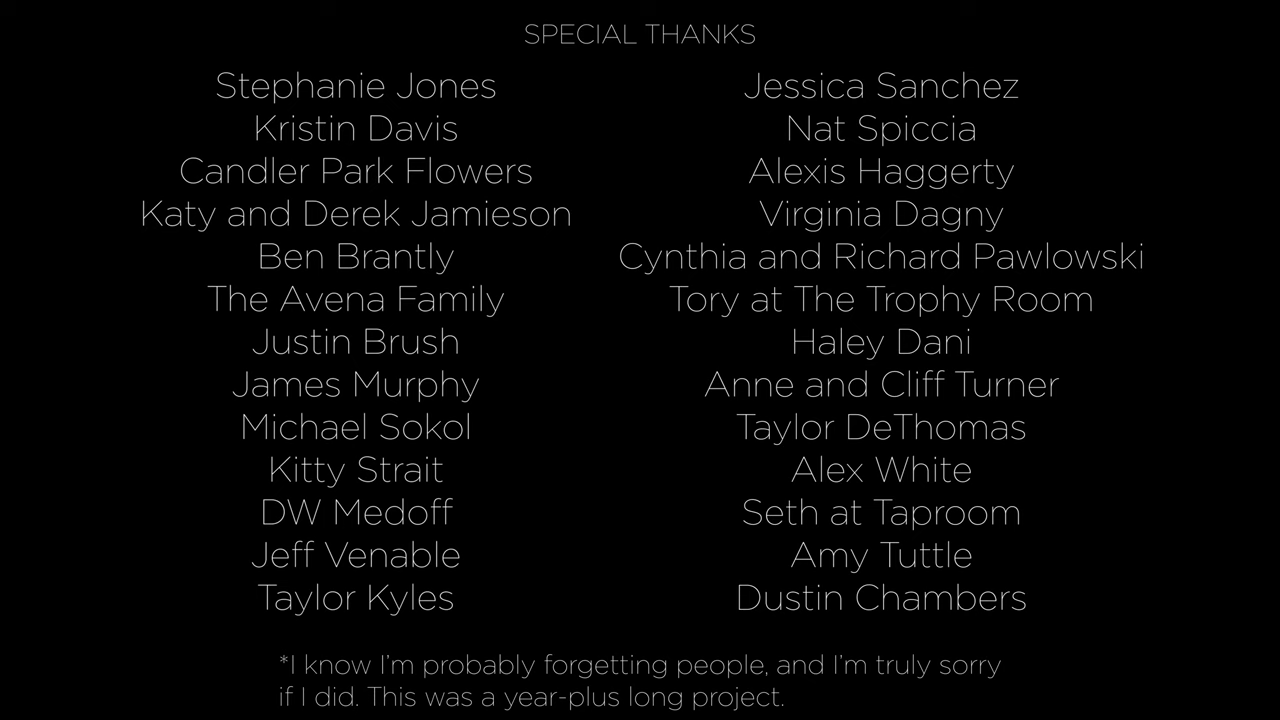 SPECIAL THANKS
Stephanie Jones
Kristin Davis
Candler Park Flowers
Katy and Derek Jamieson
Ben Brantly
The Avena Family
Justin Brush
James Murphy
Michael Sokol
Kitty Strait
DW Medoff
Jeff Venable
Taylor Kyles
Jessica Sanchez
Nat Spiccia
Alexis Haggerty
Virginia Dagny
Cynthia and Richard Pawlowski
Tory at The Trophy Room
Haley Dani
Anne and Cliff Turner
Taylor DeThomas
Alex White
Seth at Taproom
Amy Tuttle
Dustin Chambers
*I know I'm probably forgetting people, and I'm truly sorry
if I did. This was a year-plus long project.